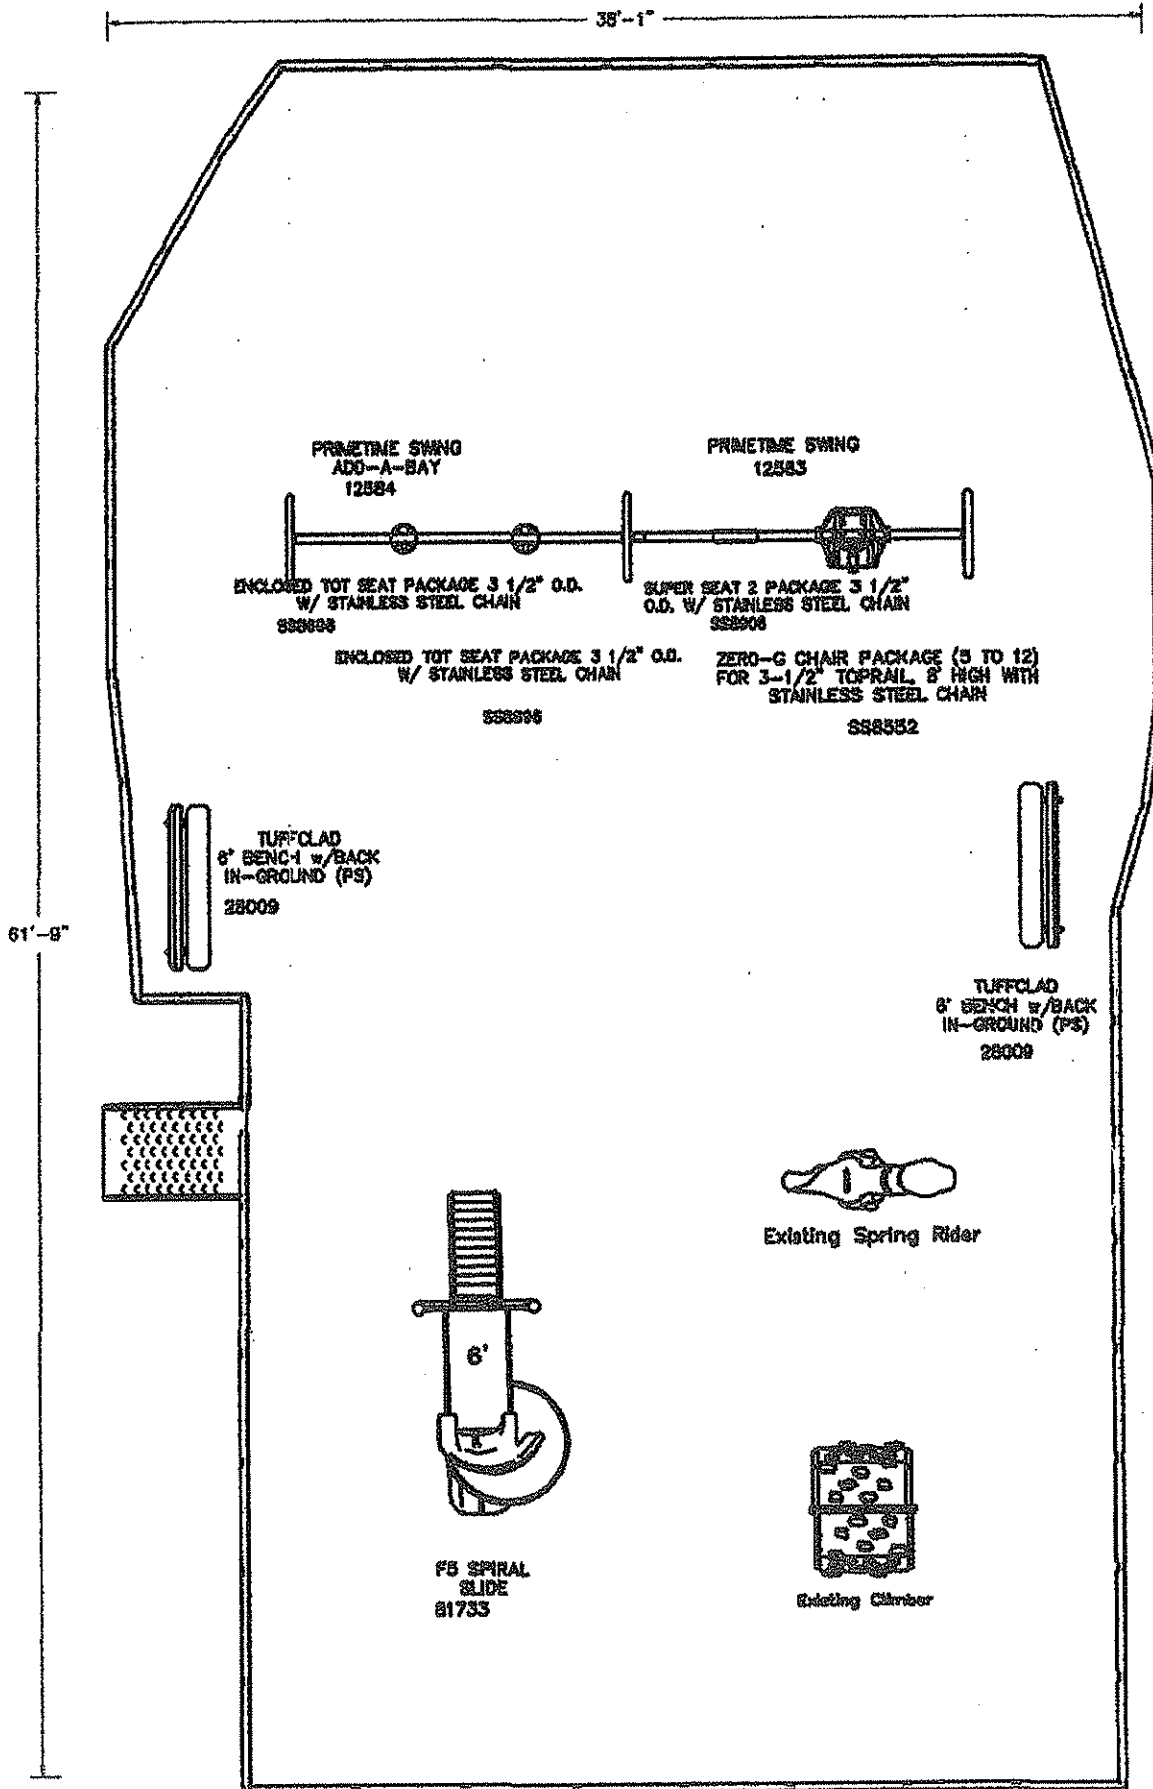 38'-1"
PRIMETIME SWING
ADD-A-BAY
12584
PRIMETIME SWING
12583
ENCLOSED TOT SEAT PACKAGE 3 1/2" O.D.
W/ STAINLESS STEEL CHAIN
SUPER SEAT 2 PACKAGE 3 1/2"
O.D. W/ STAINLESS STEEL CHAIN
SS8908
ENCLOSED TOT SEAT PACKAGE 3 1/2" O.D.
W/ STAINLESS STEEL CHAIN
ZERO-G CHAIR PACKAGE (5 TO 12)
FOR 3-1/2" TOPRAIL, 8' HIGH WITH
STAINLESS STEEL CHAIN
SS8552
TUFFCLAD
6' BENCH w/BACK
IN-GROUND (PS)
28009
61'-9"
TUFFCLAD
6' BENCH w/BACK
IN-GROUND (PS)
28009
Existing Spring Rider
6'
F5 SPIRAL
SLIDE
81733
Existing Climber